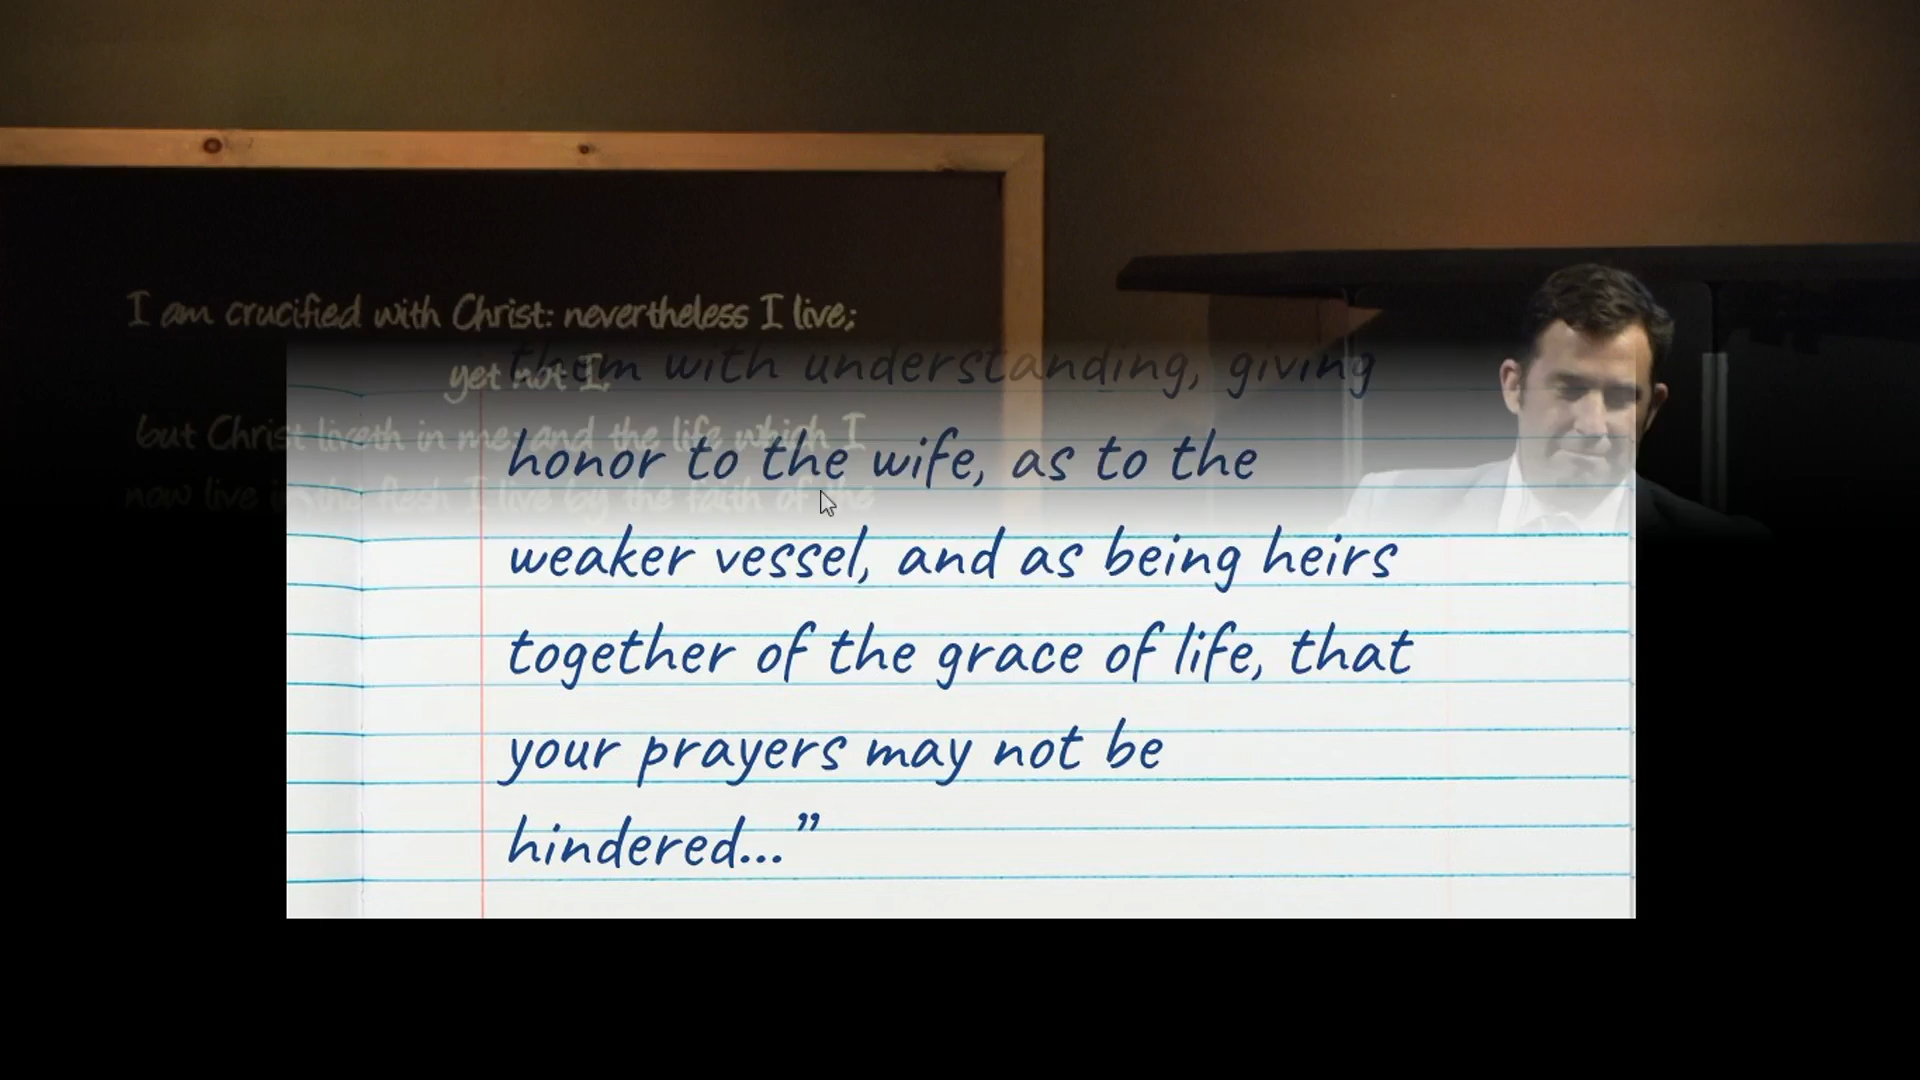 I am crucified with Christ: nevertheless I live;
yet not I,
but Christ liveth in me: and the life which I
now live in the flesh I live by the faith of the
them with understanding, giving
honor to the wife, as to the
weaker vessel, and as being heirs
together of the grace of life, that
your prayers may not be
hindered...”